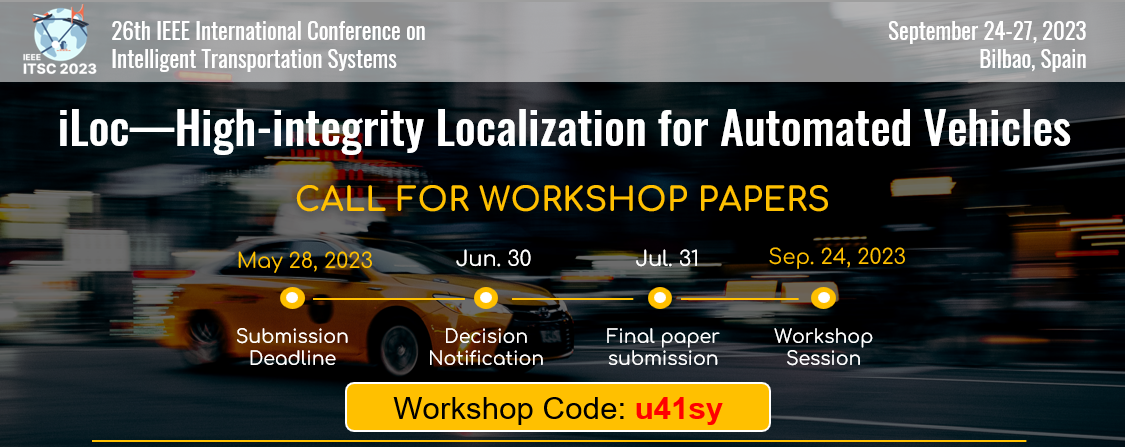 IEEE
ITSC 2023
26th IEEE International Conference on
Intelligent Transportation Systems
September 24-27, 2023
Bilbao, Spain
iLoc—High-integrity Localization for Automated Vehicles
CALL FOR WORKSHOP PAPERS
May 28, 2023
Jun. 30
Jul. 31
Sep. 24, 2023
Submission
Deadline
Decision
Notification
Final paper
submission
Workshop
Session
Workshop Code: u41sy